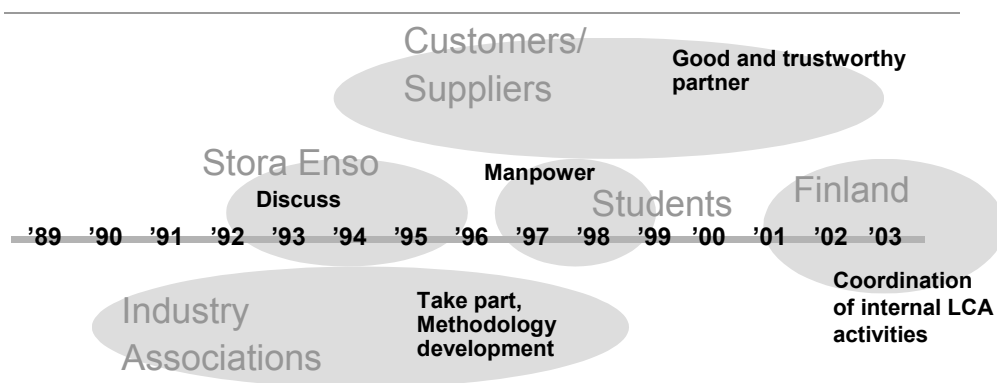 Customers/
Suppliers
Good and trustworthy
partner
Stora Enso
Discuss
Manpower
Students
Finland
’89 ’90 ’91 ’92 ’93 ’94 ’95 ’96 ’97 ’98 ’99 ’00 ’01 ’02 ’03
Industry
Associations
Take part,
Methodology
development
Coordination
of internal LCA
activities